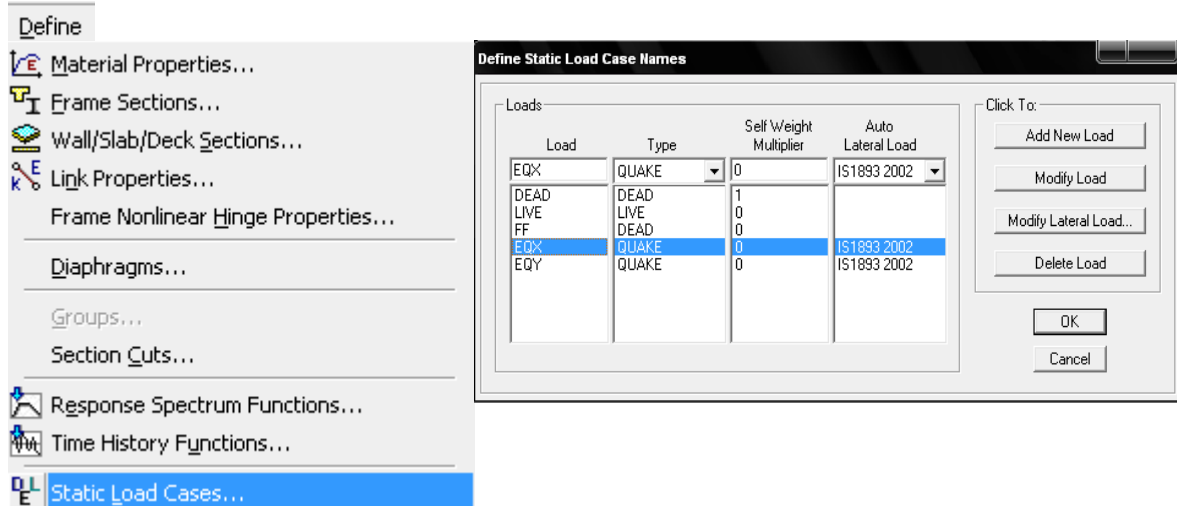 Define
Material Properties...
Frame Sections...
Wall/Slab/Deck Sections...
Link Properties...
Frame Nonlinear Hinge Properties...
Diaphragms...
Groups...
Section Cuts...
Response Spectrum Functions...
Time History Functions...
Static Load Cases...
Define Static Load Case Names
Loads
Load Type Self Weight Multiplier Auto Lateral Load
EQX QUAKE 0 IS1893 2002
DEAD DEAD 1
LIVE LIVE 0
FF DEAD 0
EQX QUAKE 0 IS1893 2002
EQY QUAKE 0 IS1893 2002
Click To:
Add New Load
Modify Load
Modify Lateral Load...
Delete Load
OK
Cancel